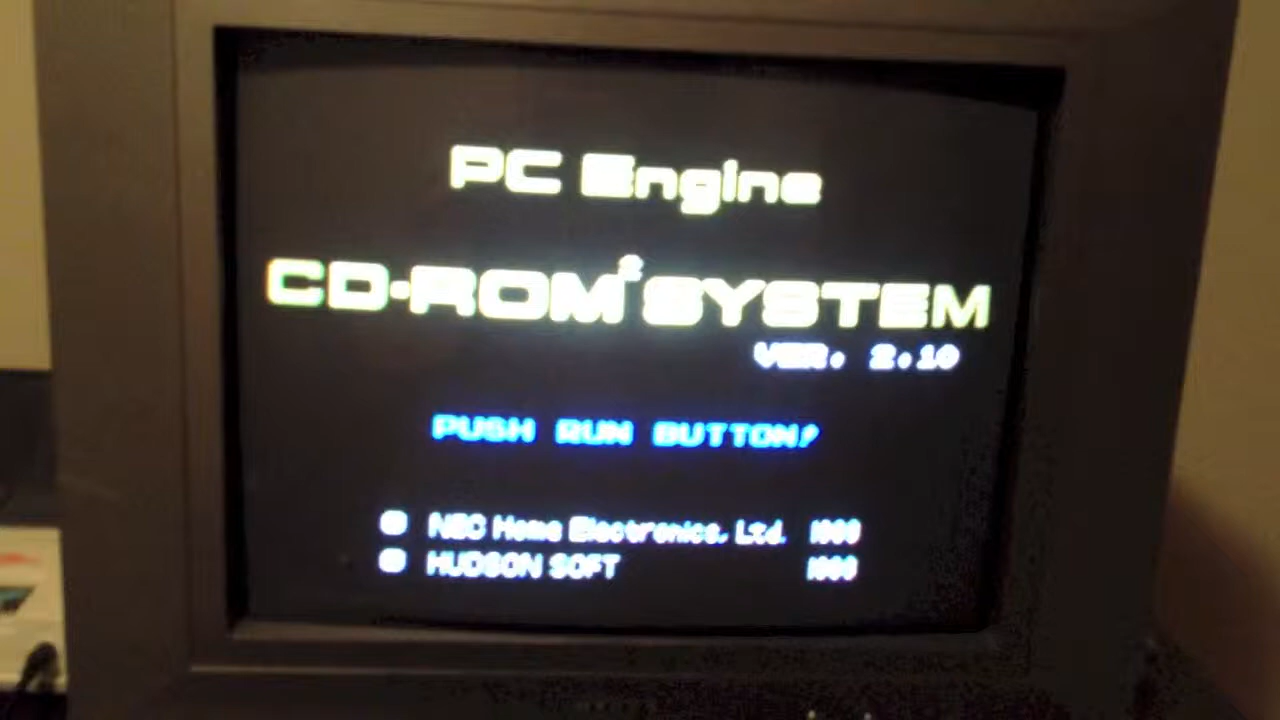 PC Engine
CD·ROM² SYSTEM
VER. 2.10
PUSH RUN BUTTON!
© NEC Home Electronics, Ltd.
© HUDSON SOFT